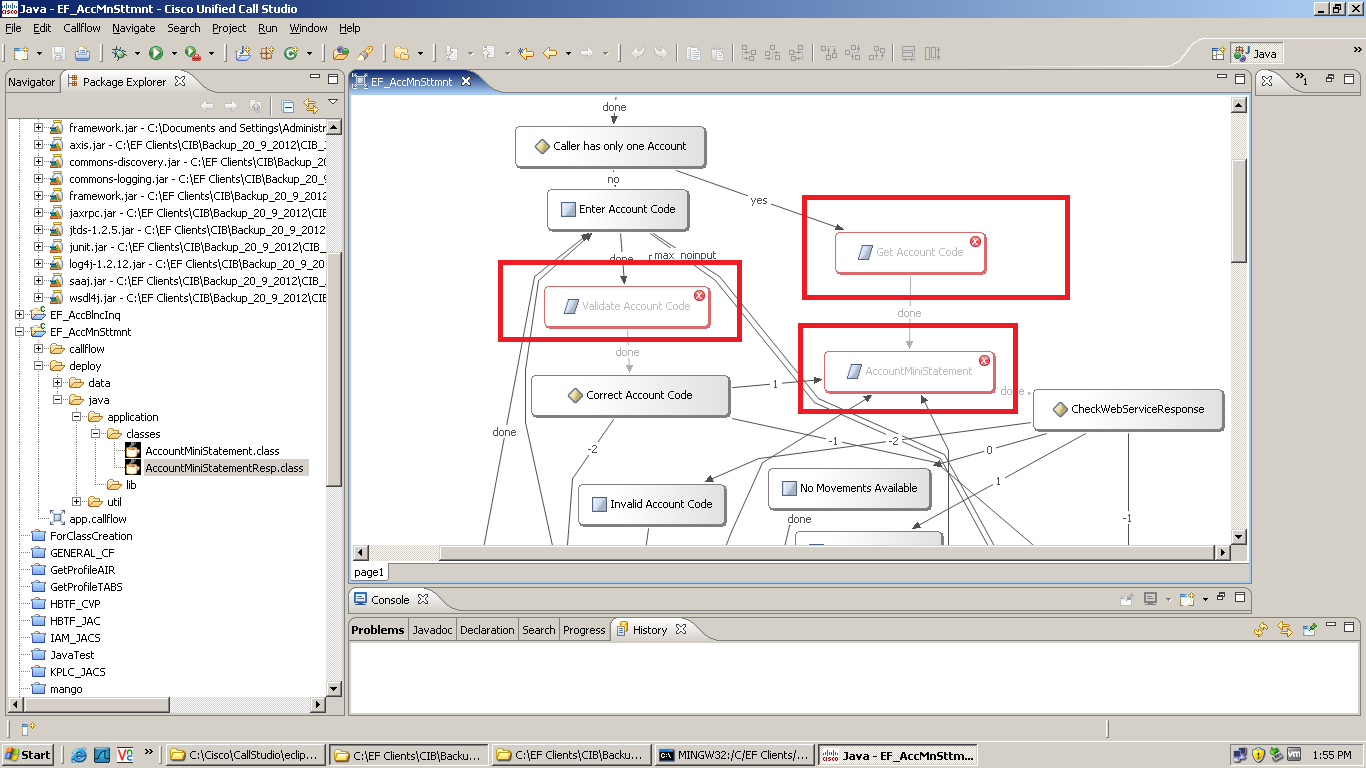 Java - EF_AccMnSttmnt - Cisco Unified Call Studio
File Edit Callflow Navigate Search Project Run Window Help
Java
Navigator Package Explorer
framework.jar - C:\Documents and Settings\Administr
axis.jar - C:\EF Clients\CIB\Backup_20_9_2012\CIB_
commons-discovery.jar - C:\EF Clients\CIB\Backup_20_
commons-logging.jar - C:\EF Clients\CIB\Backup_20_9_
framework.jar - C:\EF Clients\CIB\Backup_20_9_2012
jaxrpc.jar - C:\EF Clients\CIB\Backup_20_9_2012\CIB
jtds-1.2.5.jar - C:\EF Clients\CIB\Backup_20_9_2012\
junit.jar - C:\EF Clients\CIB\Backup_20_9_2012\CIB_
log4j-1.2.12.jar - C:\EF Clients\CIB\Backup_20_9_20
saaj.jar - C:\EF Clients\CIB\Backup_20_9_2012\CIB_
wsdl4j.jar - C:\EF Clients\CIB\Backup_20_9_2012\CIB
EF_AccBlncInq
EF_AccMnSttmnt
callflow
deploy
data
java
application
classes
AccountMiniStatement.class
AccountMiniStatementResp.class
lib
util
app.callflow
ForClassCreation
GENERAL_CF
GetProfileAIR
GetProfileTABS
HBTF_CVP
HBTF_JAC
IAM_JACS
JavaTest
KPLC_JACS
mango
EF_AccMnSttmnt
1
done
Caller has only one Account
no
yes
Enter Account Code
done
max_noinput
Get Account Code
Validate Account Code
done
done
AccountMiniStatement
done
Correct Account Code
1
CheckWebServiceResponse
done
-2
-1
-2
0
No Movements Available
1
Invalid Account Code
done
-1
page1
Console
Problems Javadoc Declaration Search Progress History
Start
V2
C:\Cisco\CallStudio\eclip...
C:\EF Clients\CIB\Backu...
C:\EF Clients\CIB\Backu...
MINGW32:/C/EF Clients/...
Java - EF_AccMnSttm...
1:55 PM